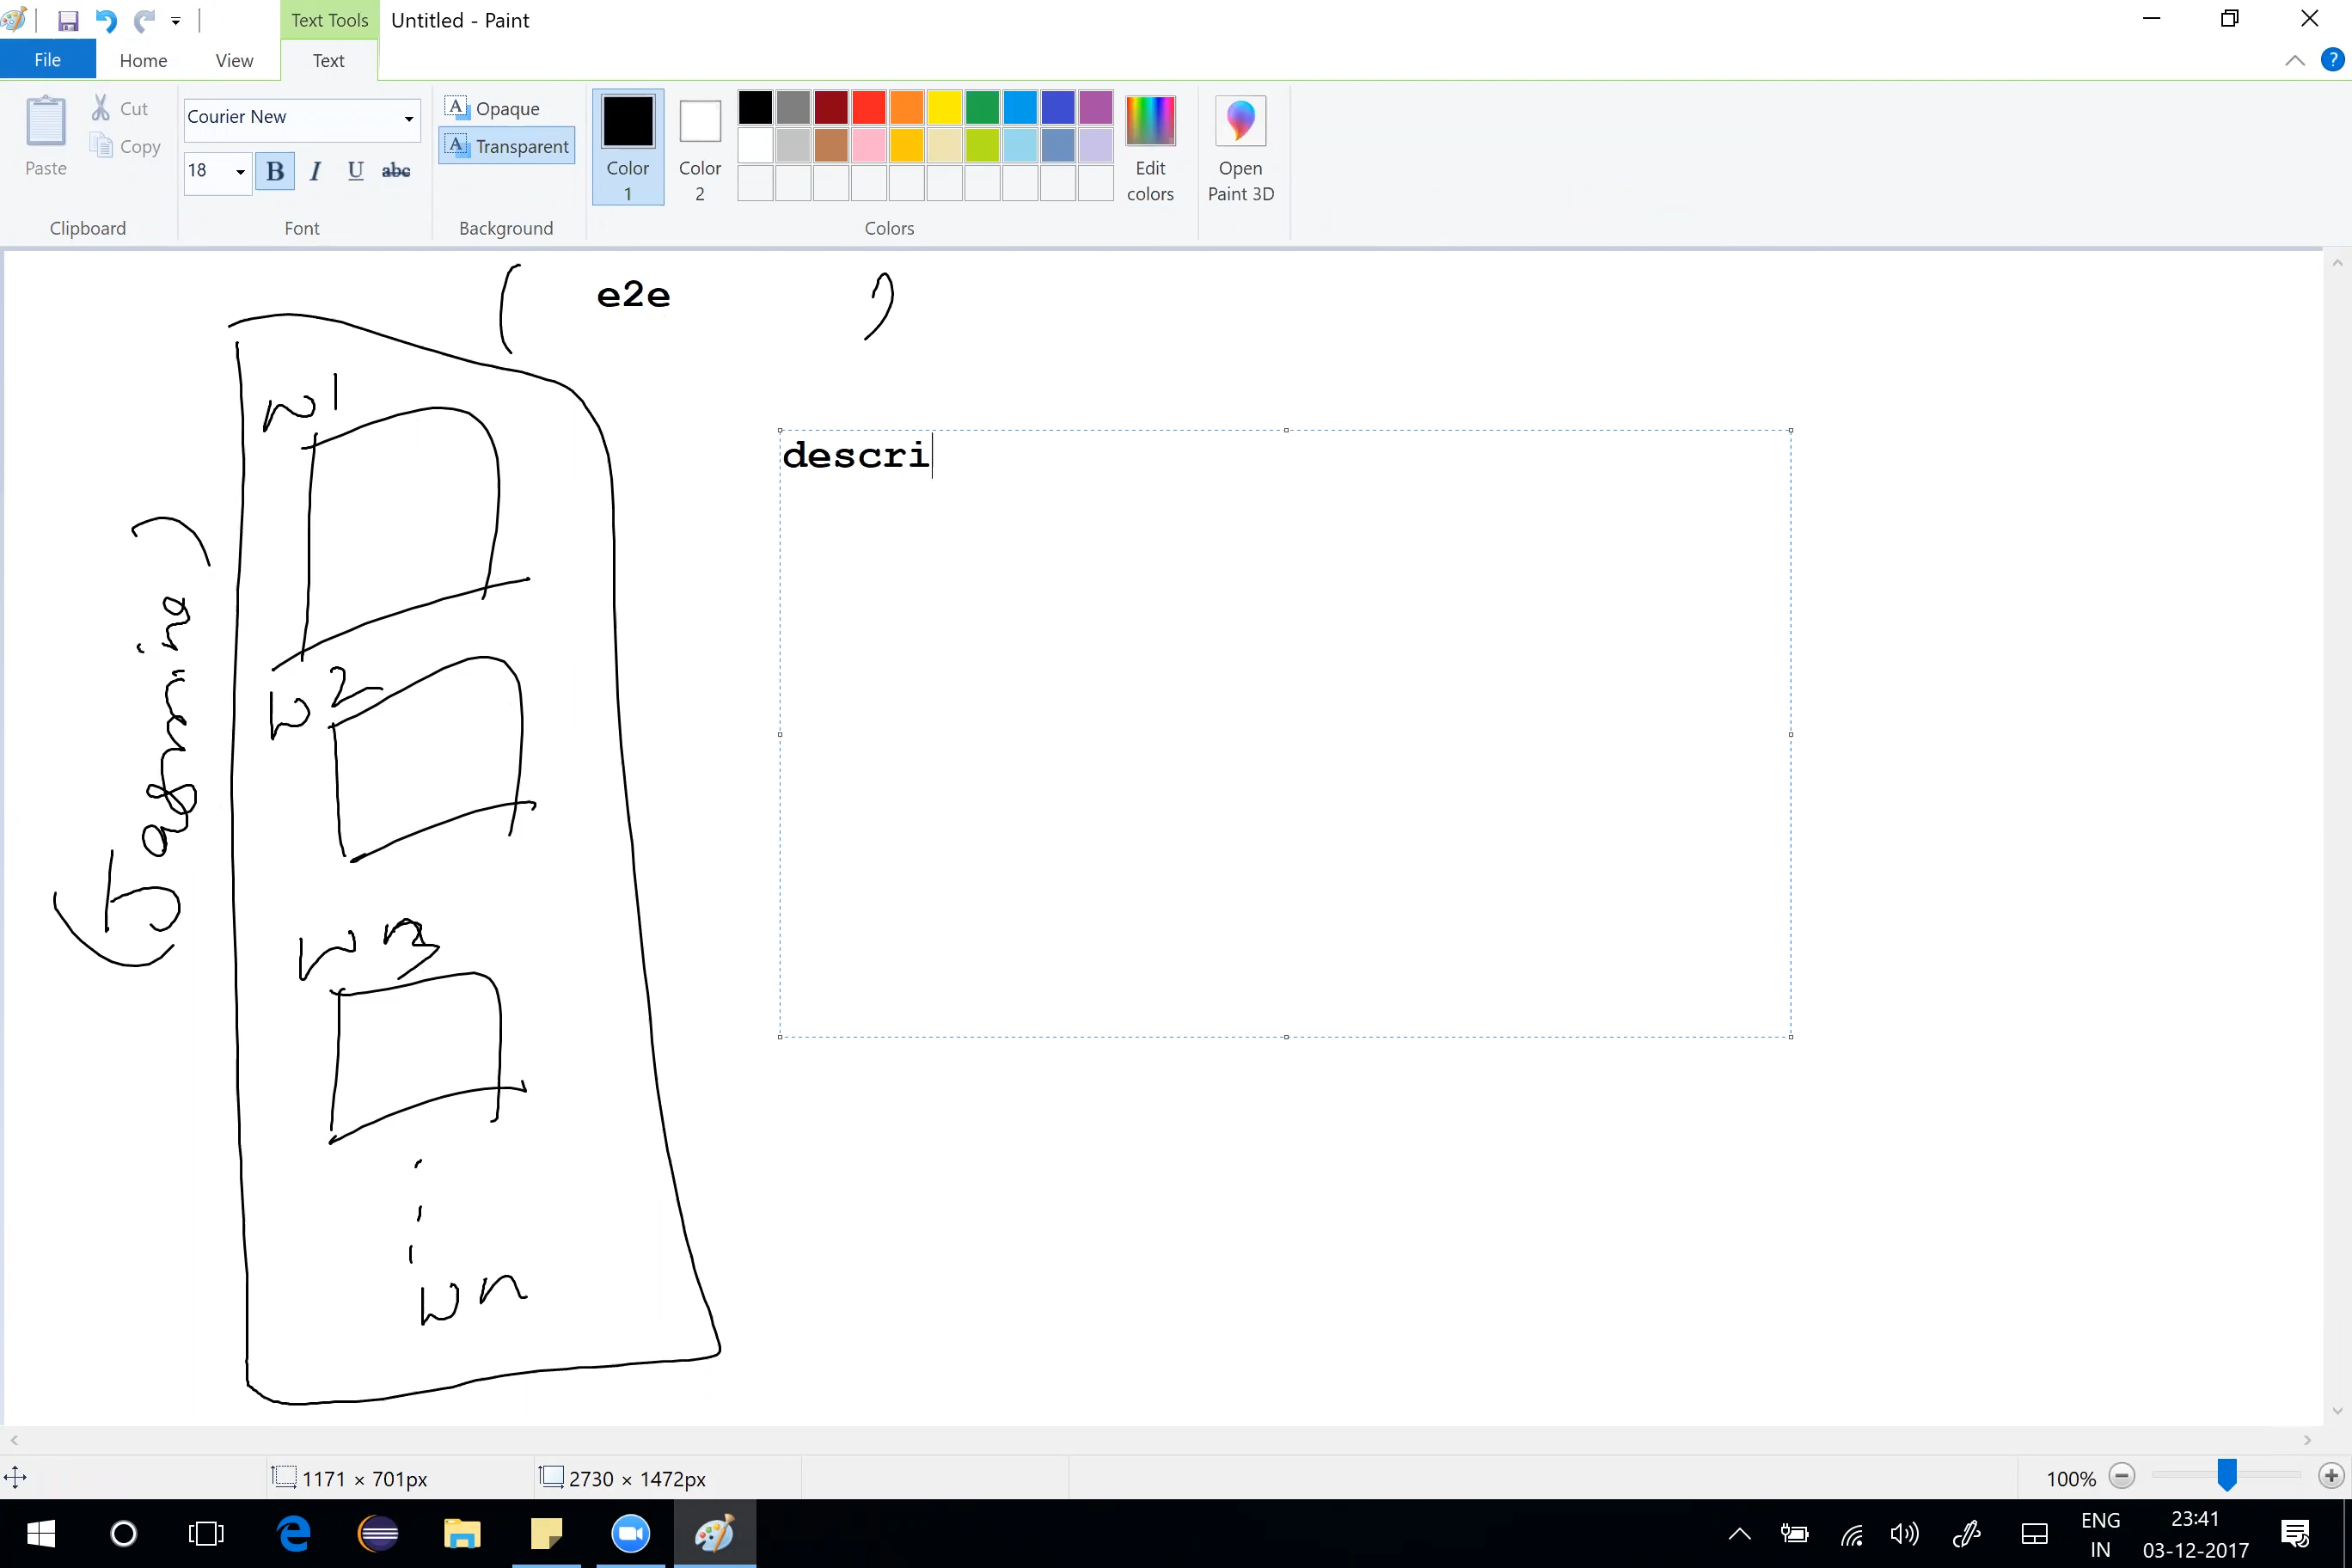 Text Tools Untitled - Paint
File Home View Text
Cut
Copy
Paste
Clipboard
Courier New
18 B I U abc
Font
Opaque
Transparent
Background
Color 1
Color 2
Colors
Edit colors
Open Paint 3D
( e2e )
descri
w1
w2
w3
wn
1171 × 701px
2730 × 1472px
100%
ENG
IN
23:41
03-12-2017